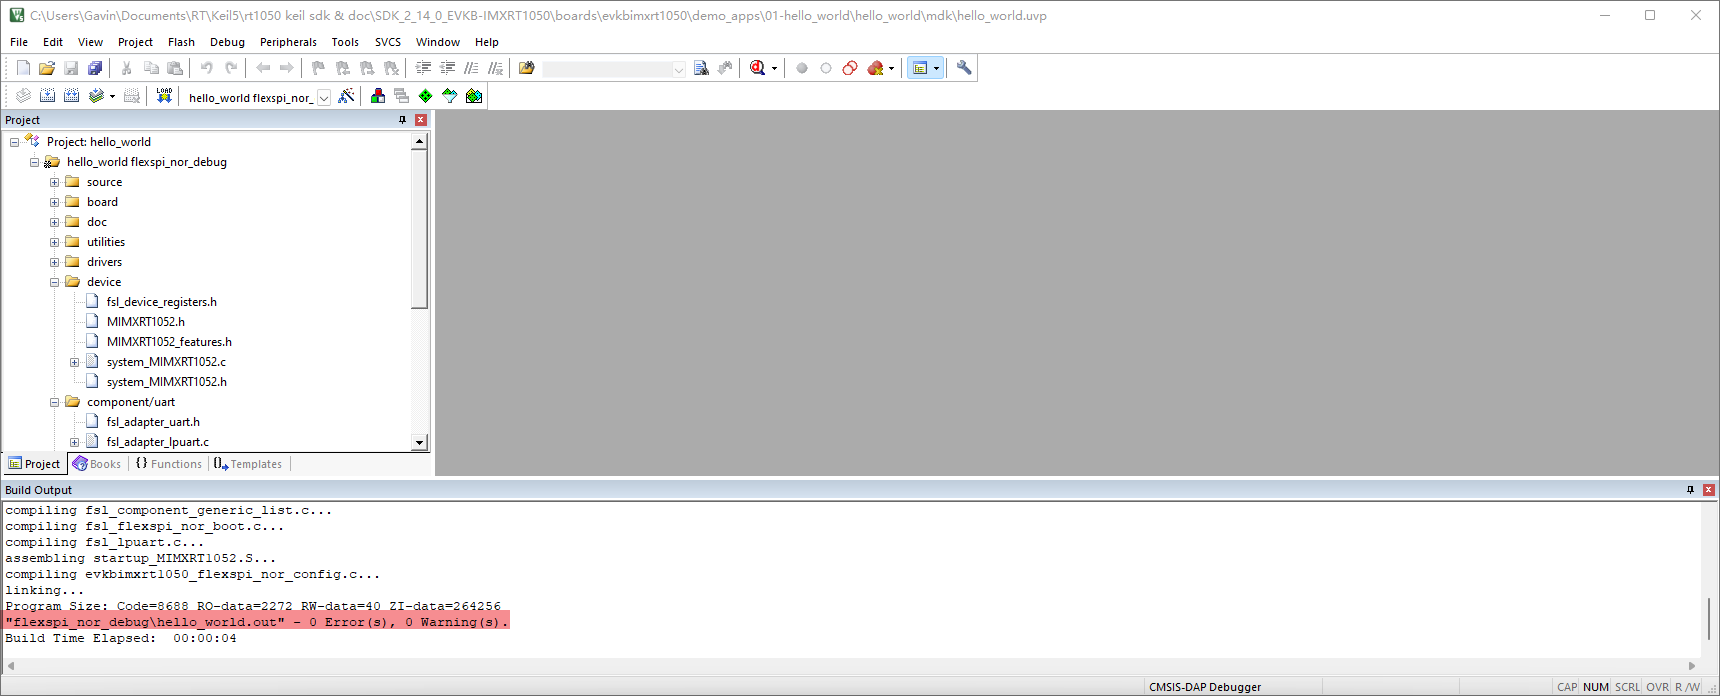 C:\Users\Gavin\Documents\RT\Keil5\rt1050 keil sdk & doc\SDK_2_14_0_EVKB-IMXRT1050\boards\evkbimxrt1050\demo_apps\01-hello_world\hello_world\mdk\hello_world.uvp
File Edit View Project Flash Debug Peripherals Tools SVCS Window Help
LOAD hello_world flexspi_nor_
Project
Project: hello_world
hello_world flexspi_nor_debug
source
board
doc
utilities
drivers
device
fsl_device_registers.h
MIMXRT1052.h
MIMXRT1052_features.h
system_MIMXRT1052.c
system_MIMXRT1052.h
component/uart
fsl_adapter_uart.h
fsl_adapter_lpuart.c
Project Books {} Functions Templates
Build Output
compiling fsl_component_generic_list.c...
compiling fsl_flexspi_nor_boot.c...
compiling fsl_lpuart.c...
assembling startup_MIMXRT1052.S...
compiling evkbimxrt1050_flexspi_nor_config.c...
linking...
Program Size: Code=8688 RO-data=2272 RW-data=40 ZI-data=264256
"flexspi_nor_debug\hello_world.out" - 0 Error(s), 0 Warning(s).
Build Time Elapsed:  00:00:04
CMSIS-DAP Debugger CAP NUM SCRL OVR R /W